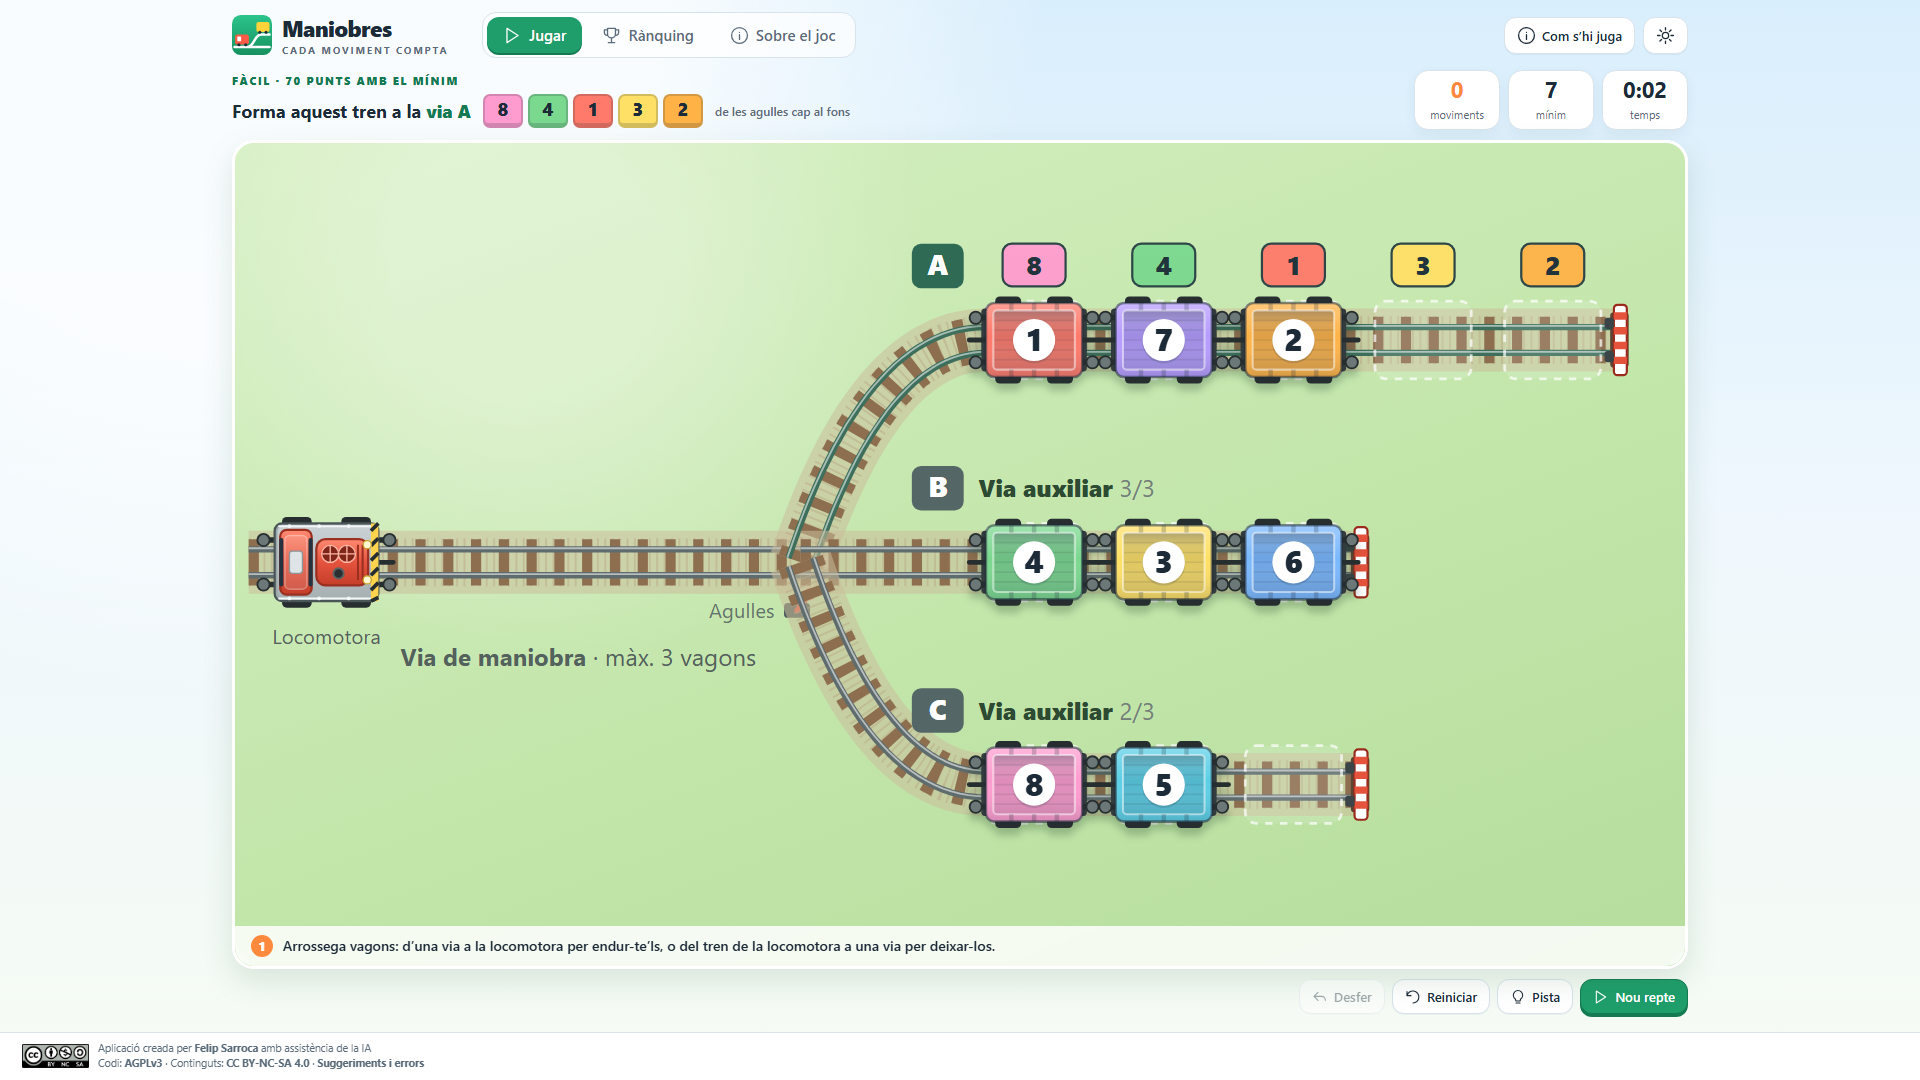 Maniobres
CADA MOVIMENT COMPTA
Jugar
Rànquing
Sobre el joc
Com s'hi juga
FÀCIL · 70 PUNTS AMB EL MÍNIM
Forma aquest tren a la via A
8 4 1 3 2
de les agulles cap al fons
0
moviments
7
mínim
0:02
temps
A 8 4 1 3 2
1 7 2
B Via auxiliar 3/3
4 3 6
Agulles
Locomotora
Via de maniobra · màx. 3 vagons
C Via auxiliar 2/3
8 5
1 Arrossega vagons: d'una via a la locomotora per endur-te'ls, o del tren de la locomotora a una via per deixar-los.
Desfer
Reiniciar
Pista
Nou repte
cc BY NC SA
Aplicació creada per Felip Sarroca amb assistència de la IA
Codi: AGPLv3 · Continguts: CC BY-NC-SA 4.0 · Suggeriments i errors